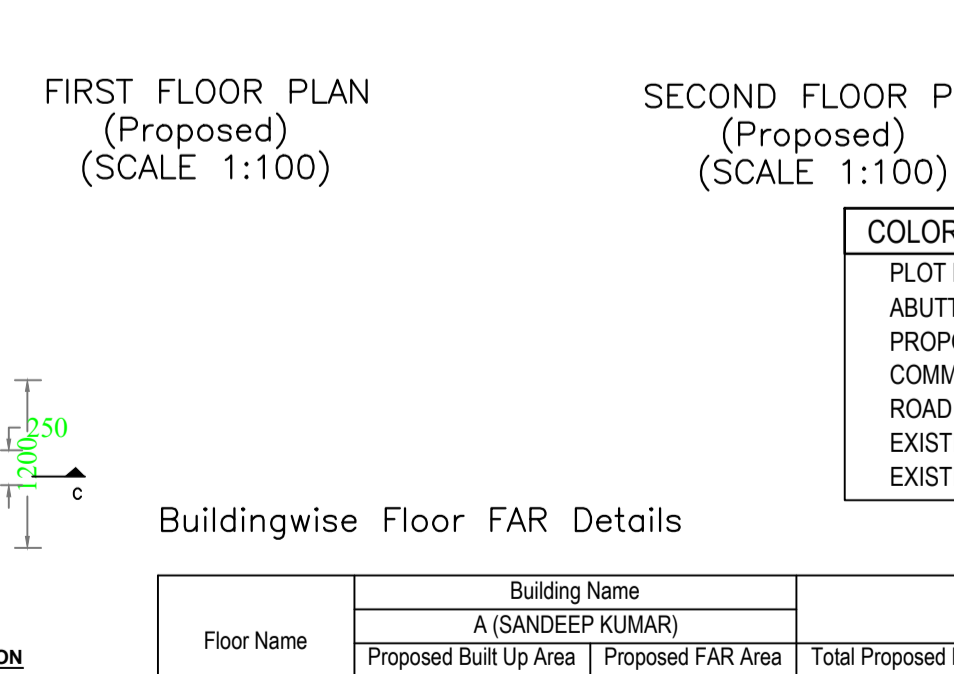 FIRST FLOOR PLAN
(Proposed)
(SCALE 1:100)
SECOND FLOOR P
(Proposed)
(SCALE 1:100)
COLOR
PLOT
ABUTT
PROPO
COMM
ROAD
EXIST
EXIST
250
1200
c
Buildingwise Floor FAR Details
Floor Name
Building Name
A (SANDEEP KUMAR)
Proposed Built Up Area
Proposed FAR Area
Total Proposed
ON